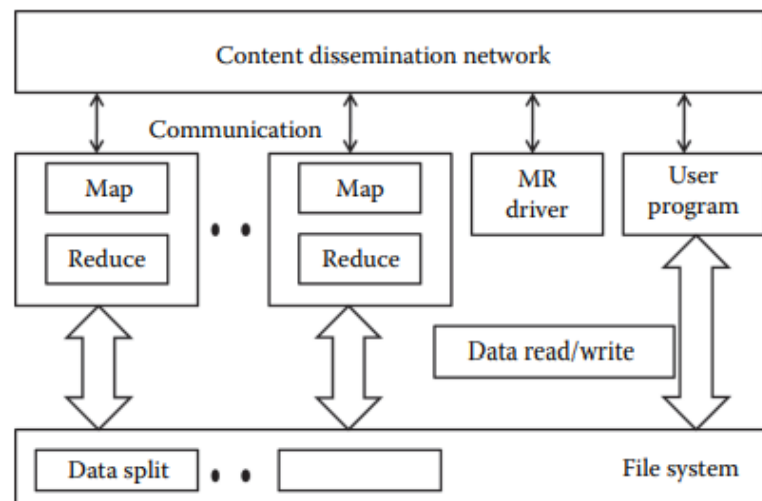 Content dissemination network
Communication
Map
Map
MR
driver
User
program
Reduce
Reduce
Data read/write
Data split
File system